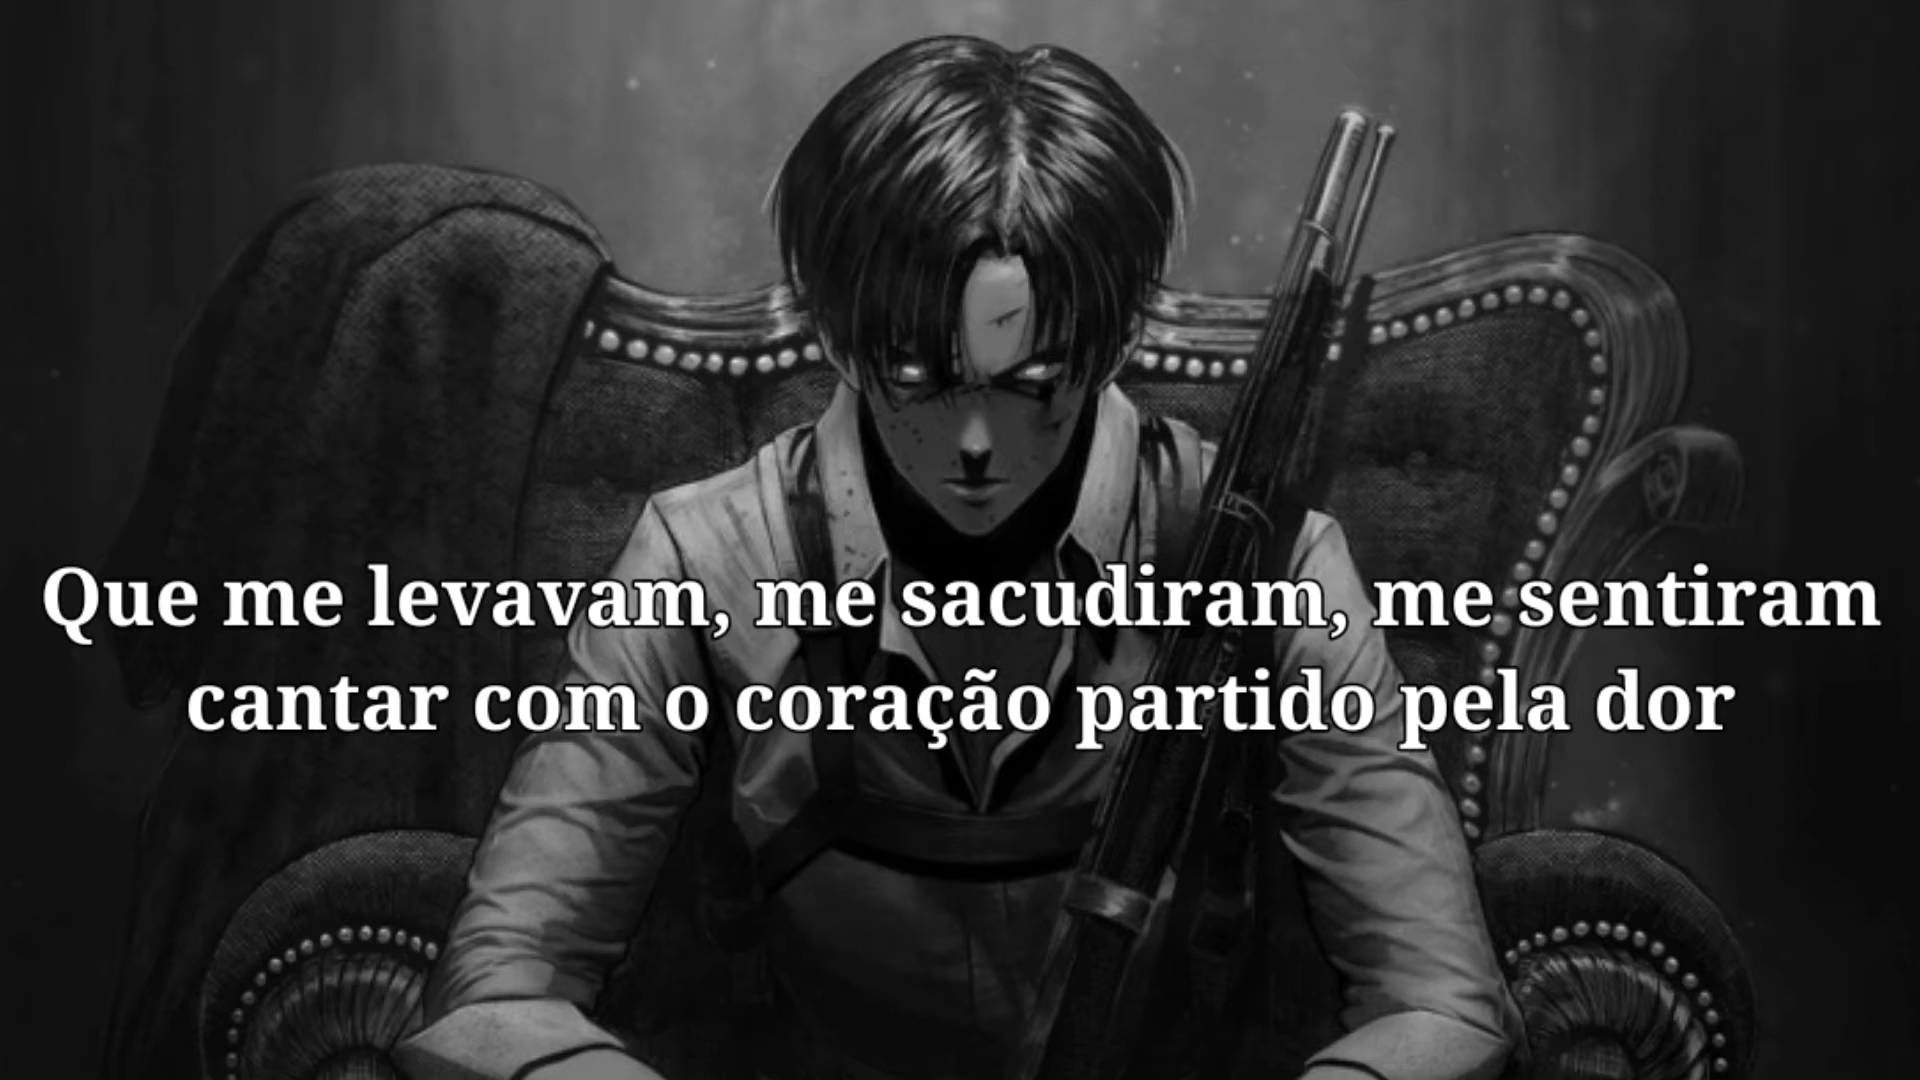 Que me levavam, me sacudiram, me sentiram
cantar com o coração partido pela dor